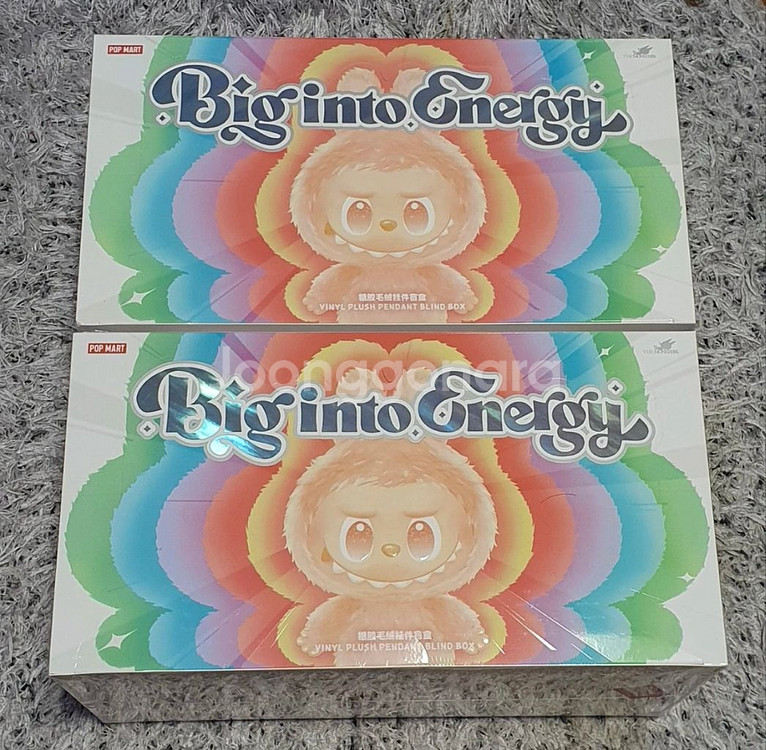 POP MART
Big into Energy
搪胶毛绒挂件盲盒
VINYL PLUSH PENDANT BLIND BOX
POP MART
joonggonara
Big into Energy
搪胶毛绒挂件盲盒
VINYL PLUSH PENDANT BLIND BOX